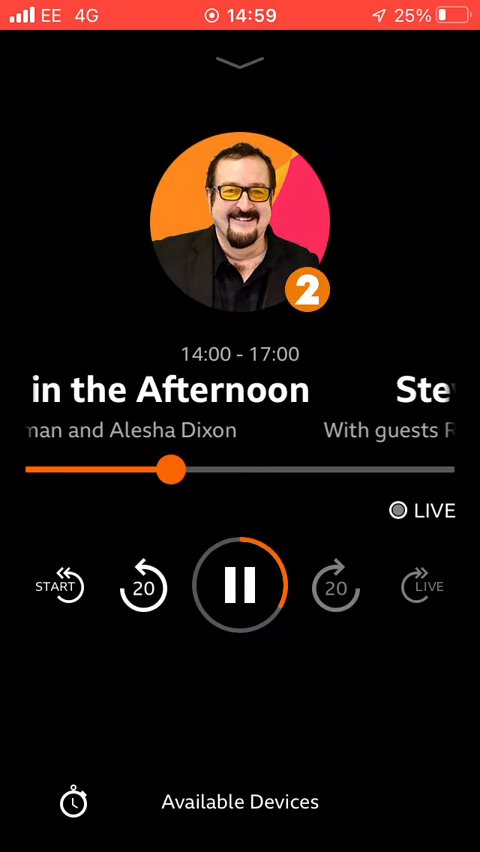 EE 4G 14:59 25%
2
14:00 - 17:00
in the Afternoon Ste
man and Alesha Dixon With guests
LIVE
START 20 20 LIVE
Available Devices